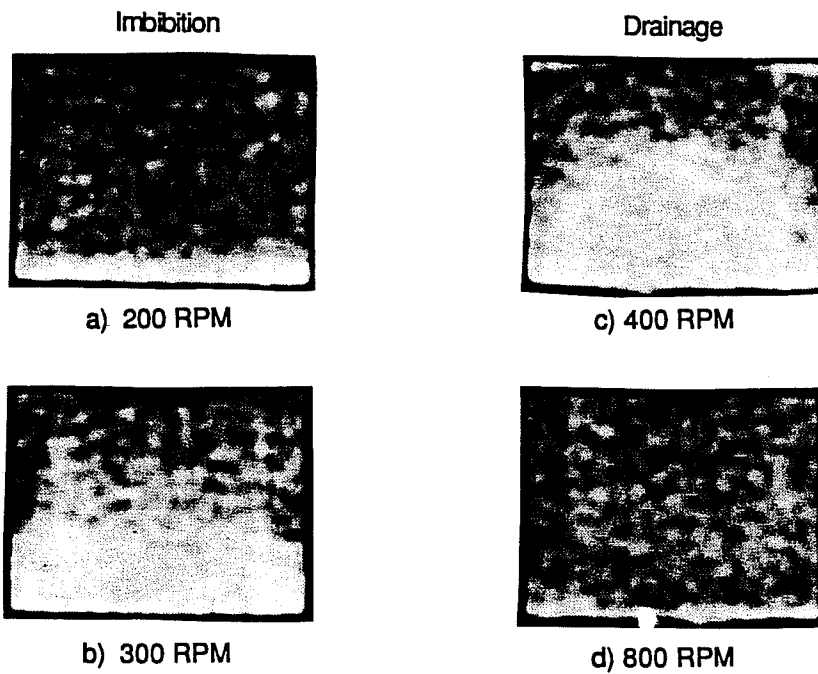 Imbibition
Drainage
a) 200 RPM
c) 400 RPM
b) 300 RPM
d) 800 RPM